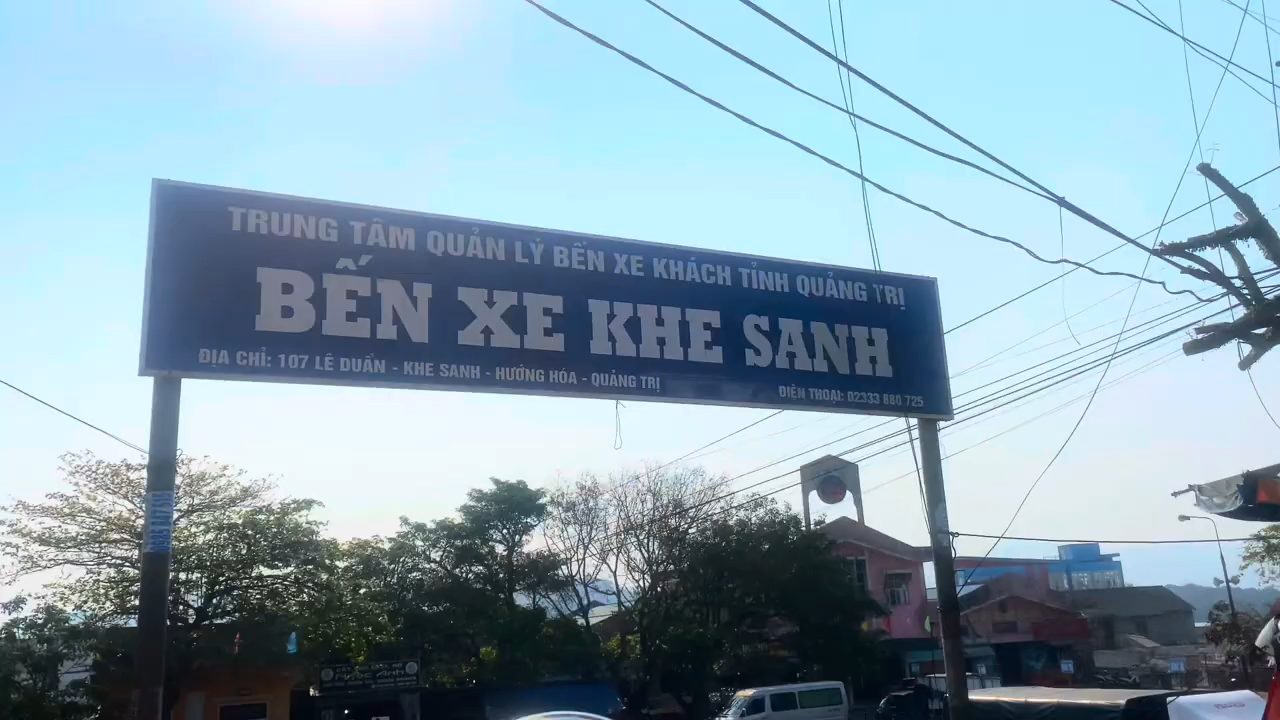 TRUNG TÂM QUẢN LÝ BẾN XE KHÁCH TỈNH QUẢNG TRỊ
BẾN XE KHE SANH
ĐỊA CHỈ: 107 LÊ DUẨN - KHE SANH - HƯỚNG HÓA - QUẢNG TRỊ
ĐIỆN THOẠI: 02333 880 725